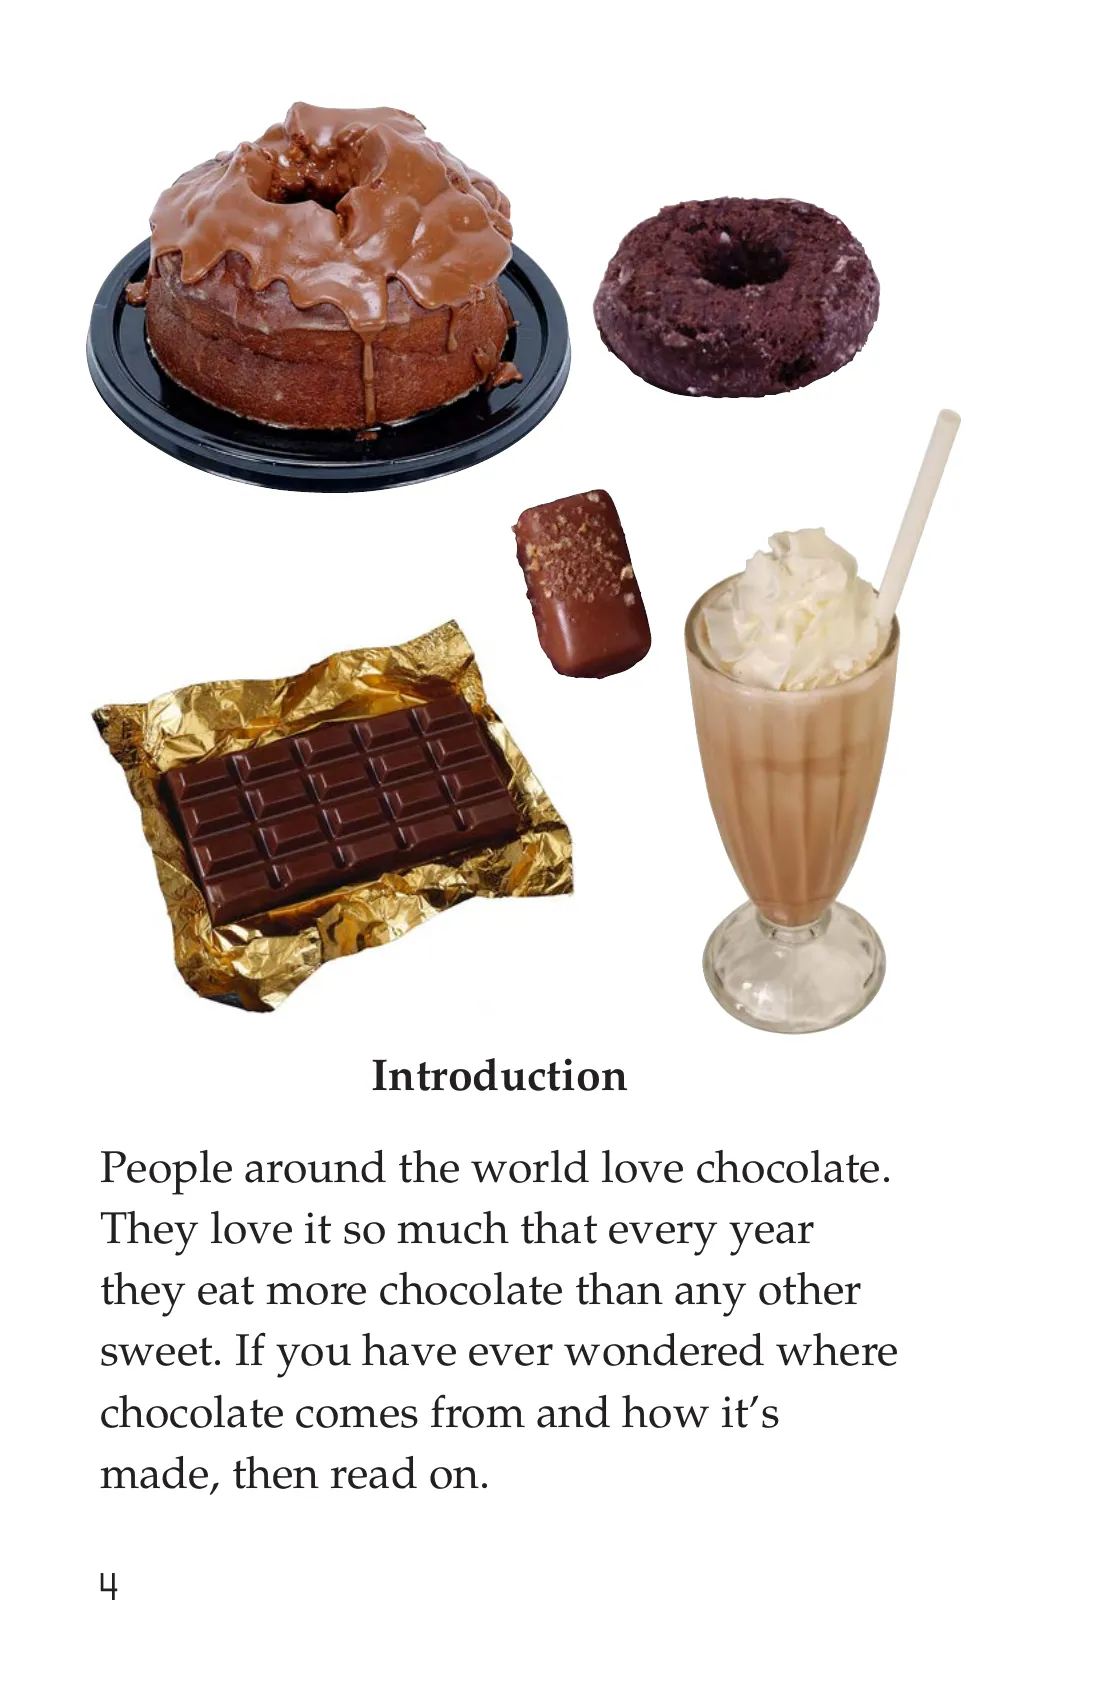 Introduction
People around the world love chocolate.
They love it so much that every year
they eat more chocolate than any other
sweet. If you have ever wondered where
chocolate comes from and how it’s
made, then read on.
4